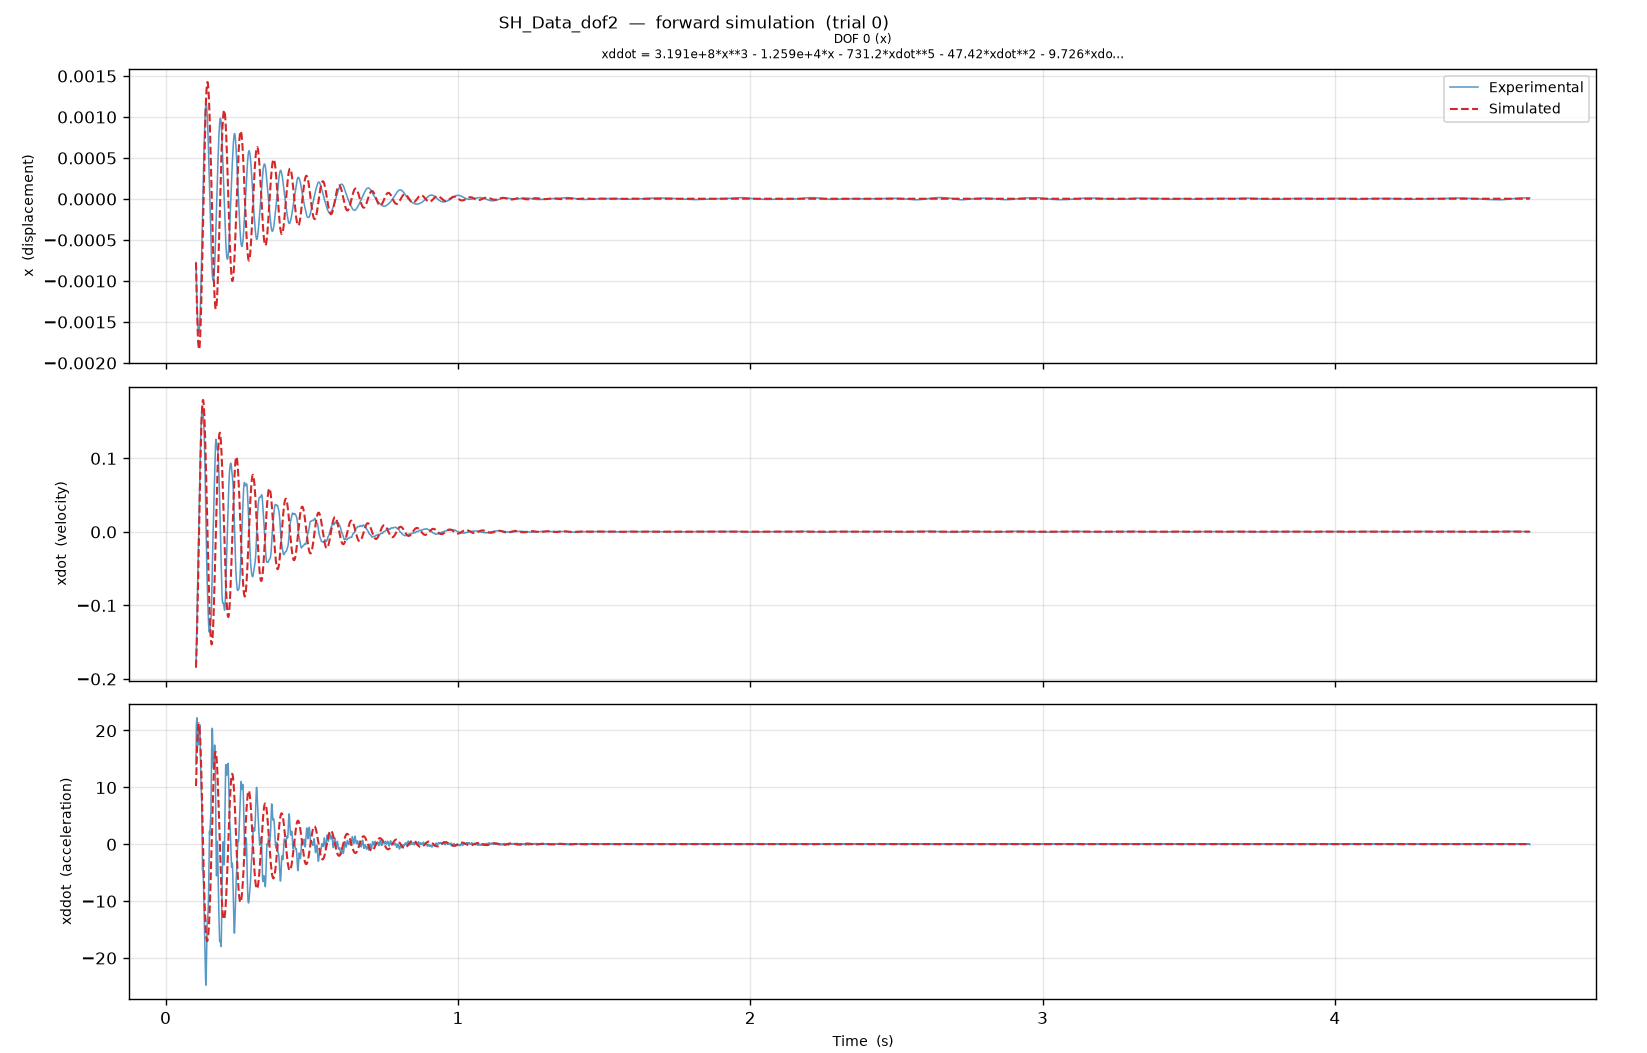 SH_Data_dof2 — forward simulation (trial 0)
DOF 0 (x)
xddot = 3.191e+8*x**3 - 1.259e+4*x - 731.2*xdot**5 - 47.42*xdot**2 - 9.726*xdo...
Experimental
Simulated
x (displacement)
0.0015
0.0010
0.0005
0.0000
−0.0005
−0.0010
−0.0015
−0.0020
xdot (velocity)
0.1
0.0
−0.1
−0.2
xddot (acceleration)
20
10
0
−10
−20
0 1 2 3 4
Time (s)